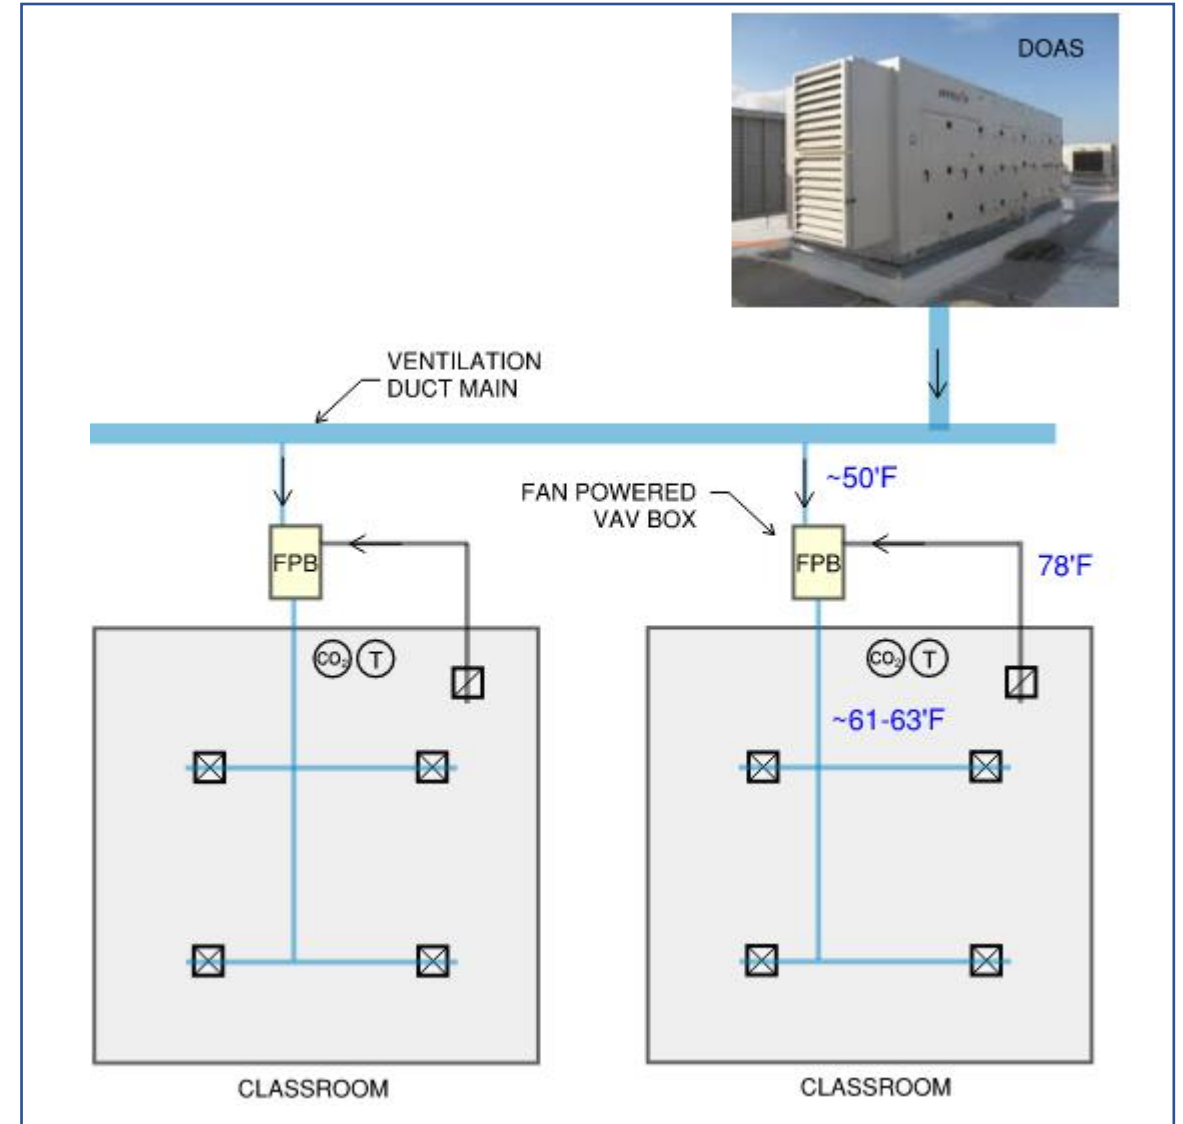 DOAS
VENTILATION
DUCT MAIN
~50'F
FAN POWERED
VAV BOX
FPB
FPB
78'F
CO₂
T
CO₂
T
~61-63'F
CLASSROOM
CLASSROOM